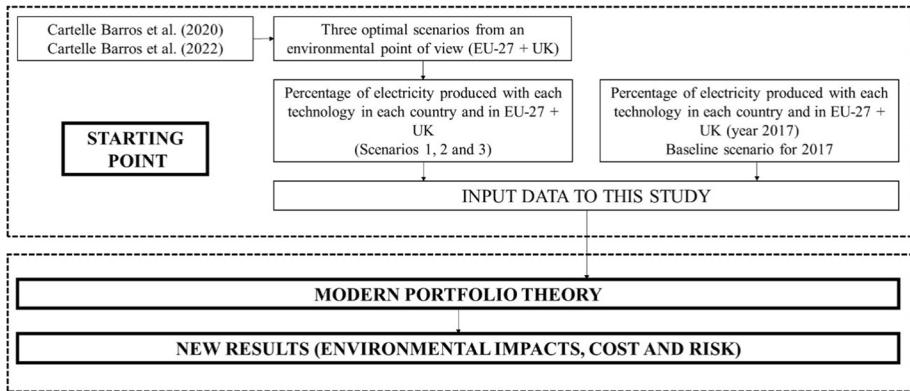 Cartelle Barros et al. (2020)
Cartelle Barros et al. (2022)
Three optimal scenarios from an
environmental point of view (EU-27 + UK)
Percentage of electricity produced with each
technology in each country and in EU-27 +
UK
(Scenarios 1, 2 and 3)
Percentage of electricity produced with each
technology in each country and in EU-27 +
UK (year 2017)
Baseline scenario for 2017
STARTING
POINT
INPUT DATA TO THIS STUDY
MODERN PORTFOLIO THEORY
NEW RESULTS (ENVIRONMENTAL IMPACTS, COST AND RISK)